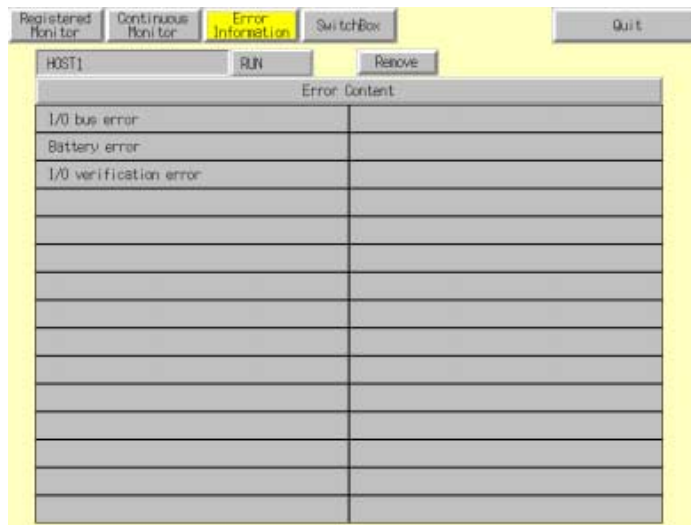 Registered Monitor
Continuous Monitor
Error Information
SwitchBox
Quit
HOST1
RUN
Remove
Error Content
I/O bus error
Battery error
I/O verification error